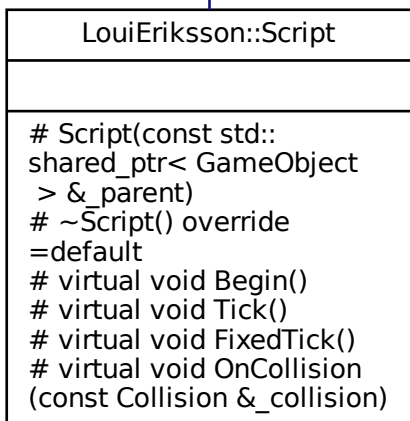 LouiEriksson::Script
# Script(const std::
shared_ptr< GameObject
> &_parent)
# ~Script() override
=default
# virtual void Begin()
# virtual void Tick()
# virtual void FixedTick()
# virtual void OnCollision
(const Collision &_collision)